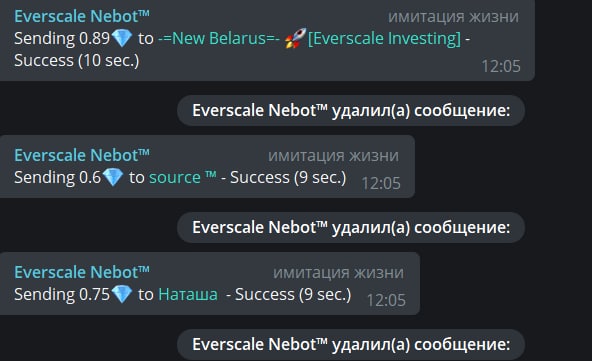 Everscale Nebot™ имитация жизни
Sending 0.89💎 to -=New Belarus=- 🚀[Everscale Investing] -
Success (10 sec.) 12:05
Everscale Nebot™ удалил(а) сообщение:
Everscale Nebot™ имитация жизни
Sending 0.6💎 to source ™ - Success (9 sec.) 12:05
Everscale Nebot™ удалил(а) сообщение:
Everscale Nebot™ имитация жизни
Sending 0.75💎 to Наташа - Success (9 sec.) 12:05
Everscale Nebot™ удалил(а) сообщение: